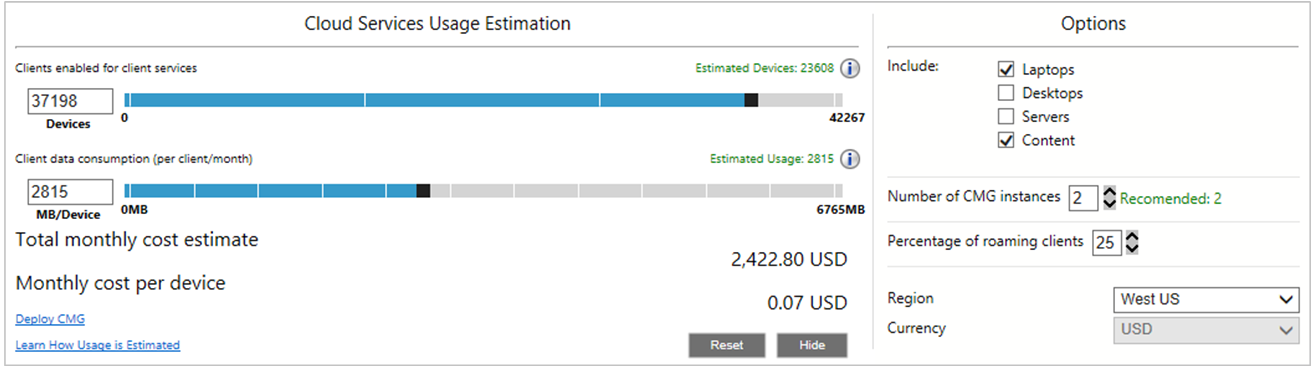 Cloud Services Usage Estimation
Clients enabled for client services
Estimated Devices: 23608
37198
Devices
0
42267
Client data consumption (per client/month)
Estimated Usage: 2815
2815
MB/Device
0MB
6765MB
Total monthly cost estimate
2,422.80 USD
Monthly cost per device
0.07 USD
Deploy CMG
Learn How Usage is Estimated
Reset
Hide
Options
Include:
Laptops
Desktops
Servers
Content
Number of CMG instances 2 Recomended: 2
Percentage of roaming clients 25
Region West US
Currency USD